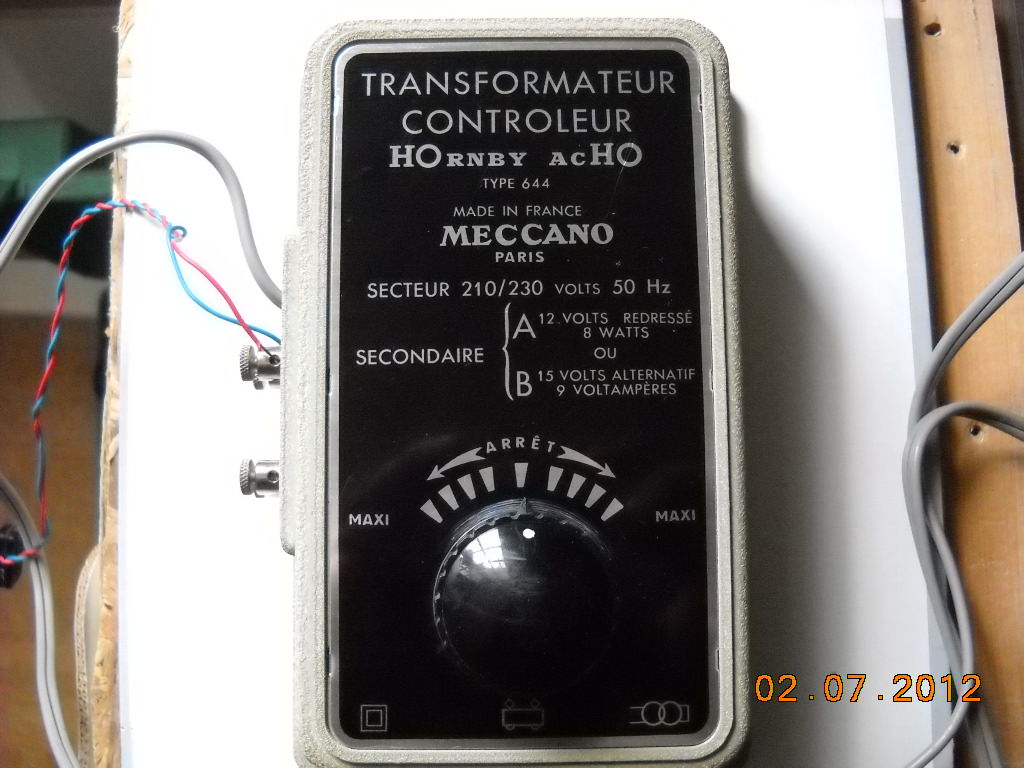 TRANSFORMATEUR
CONTROLEUR
HORNBY ACHO
TYPE 644
MADE IN FRANCE
MECCANO
PARIS
SECTEUR 210/230 VOLTS 50 Hz
SECONDAIRE
A 12 VOLTS REDRESSÉ
8 WATTS
OU
B 15 VOLTS ALTERNATIF
9 VOLTAMPÈRES
ARRÊT
MAXI
MAXI
02.07.2012